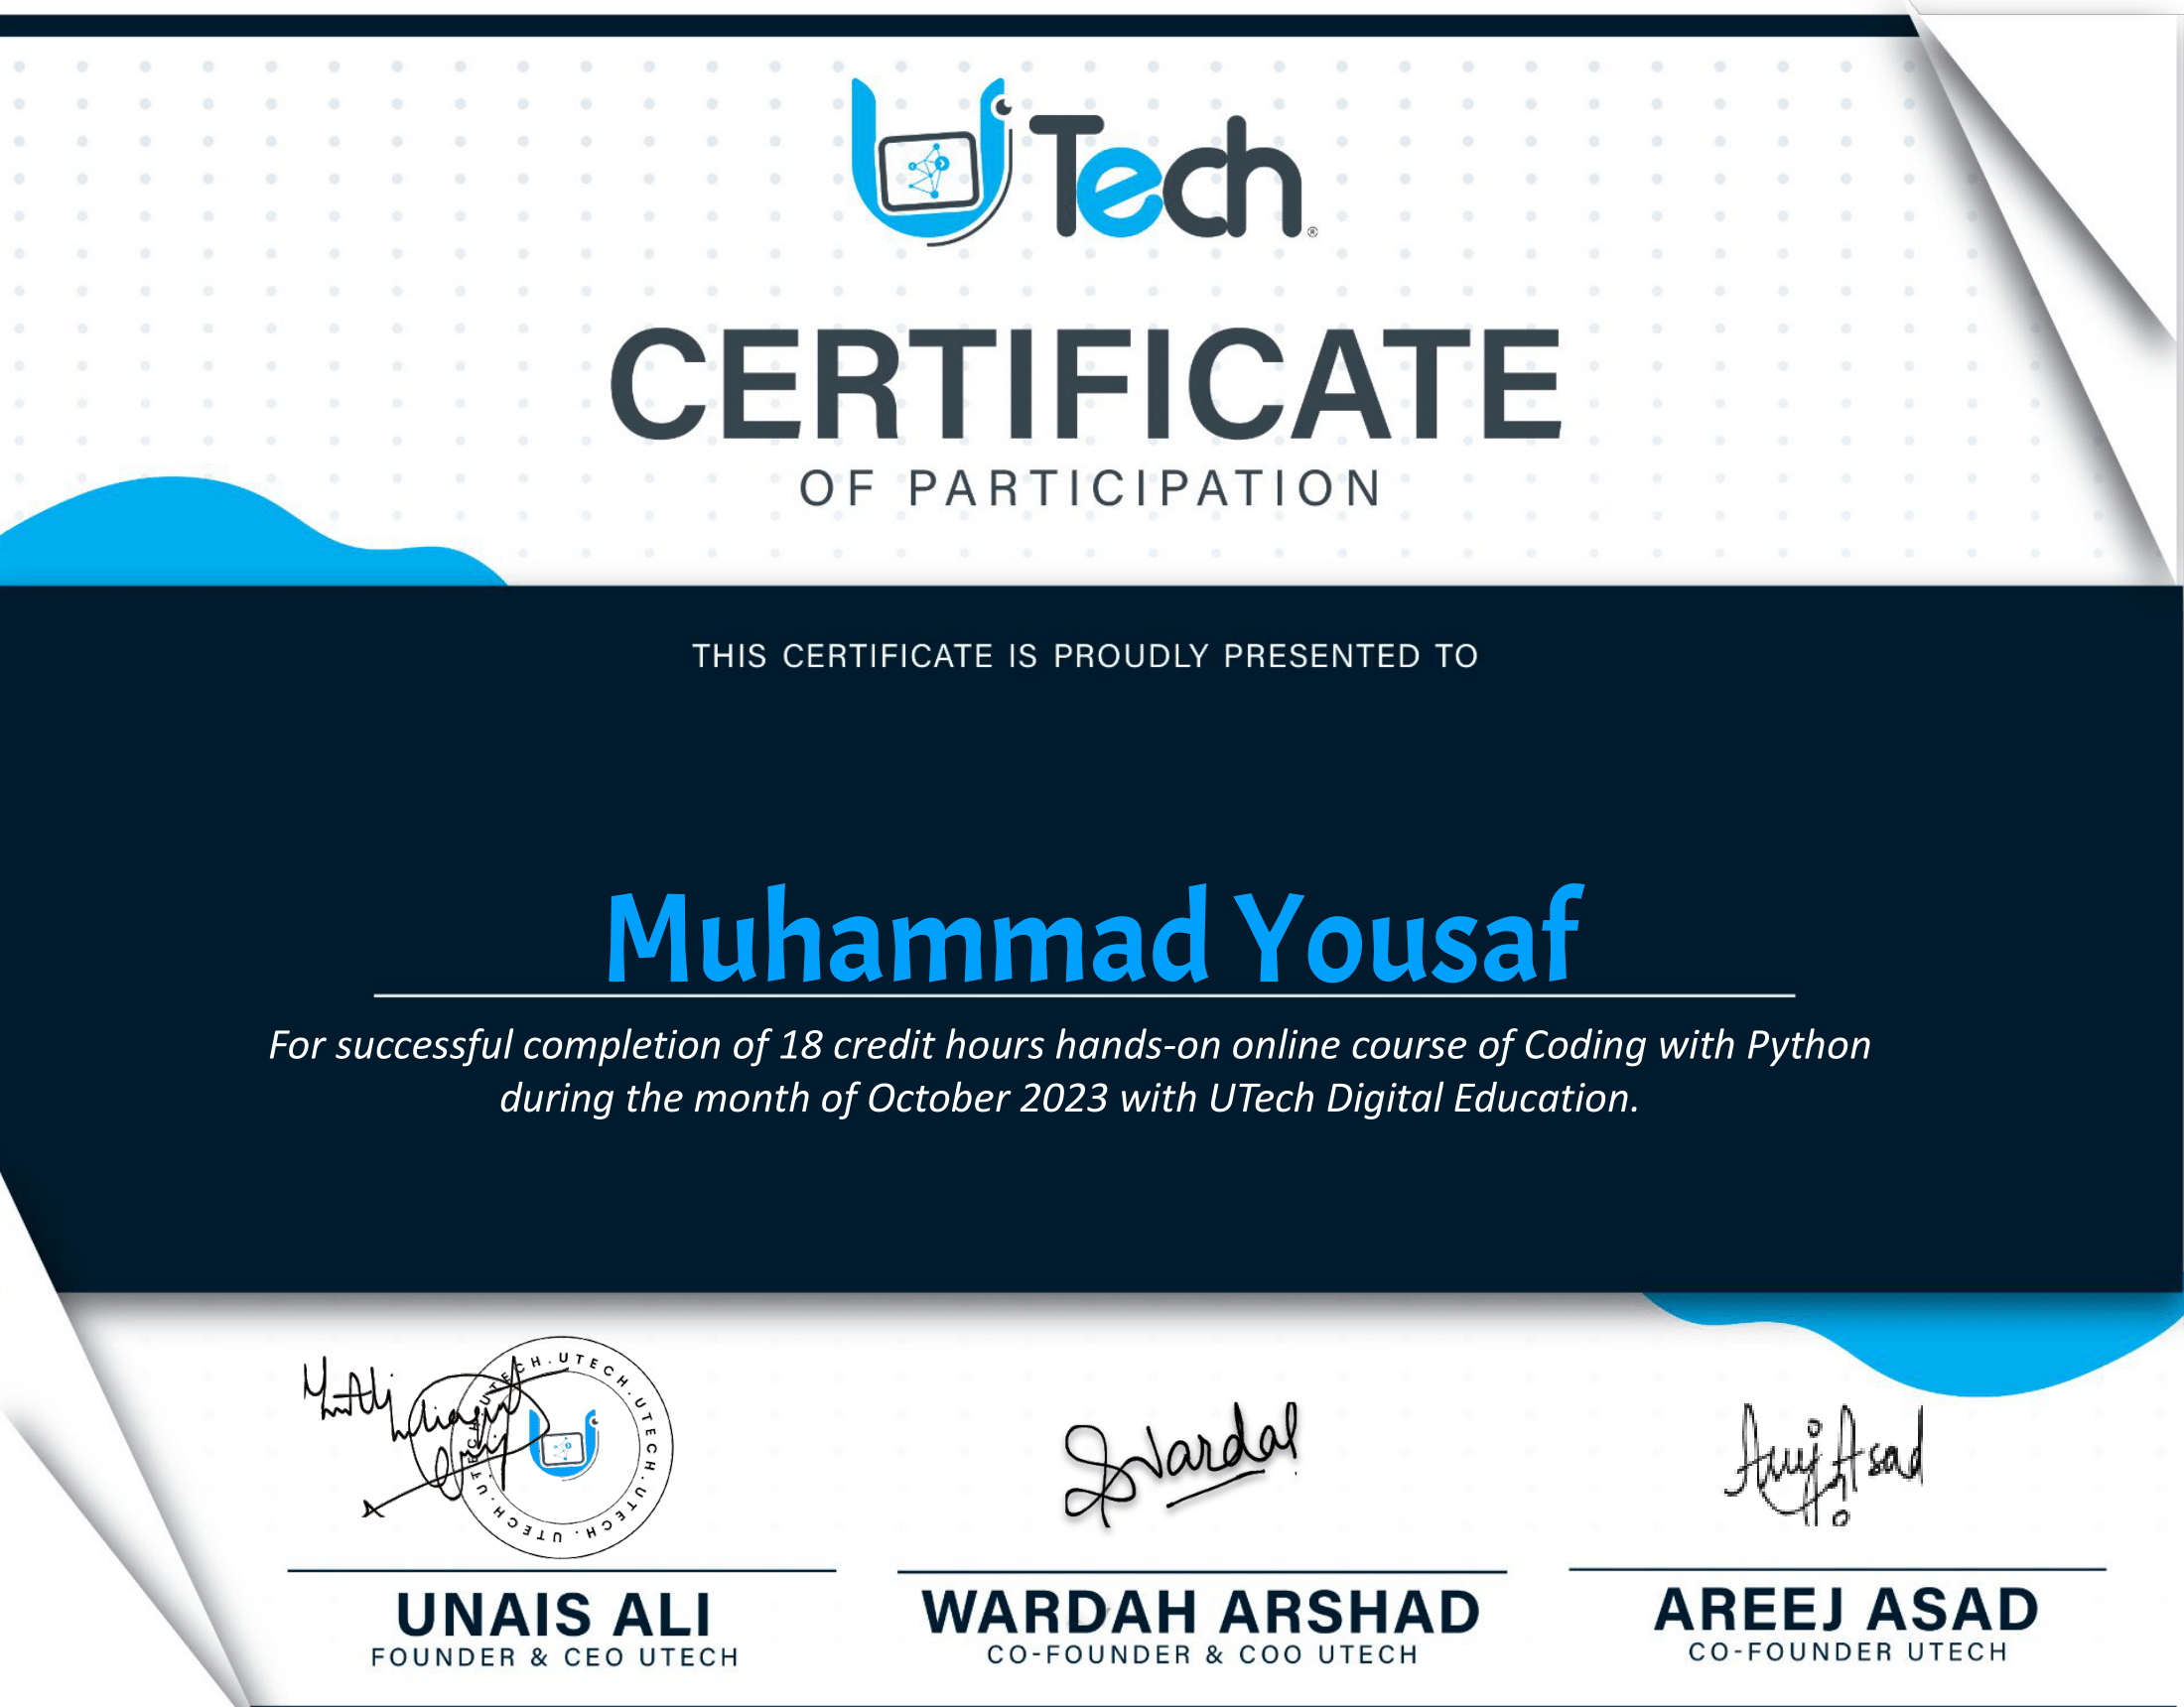 UTech®
CERTIFICATE
OF PARTICIPATION
THIS CERTIFICATE IS PROUDLY PRESENTED TO
Muhammad Yousaf
For successful completion of 18 credit hours hands-on online course of Coding with Python
during the month of October 2023 with UTech Digital Education.
UTECH.UTECH.UTECH.UTECH.UTECH.UTECH.
Wardah
Areej Asad
UNAIS ALI
FOUNDER & CEO UTECH
WARDAH ARSHAD
CO-FOUNDER & COO UTECH
AREEJ ASAD
CO-FOUNDER UTECH